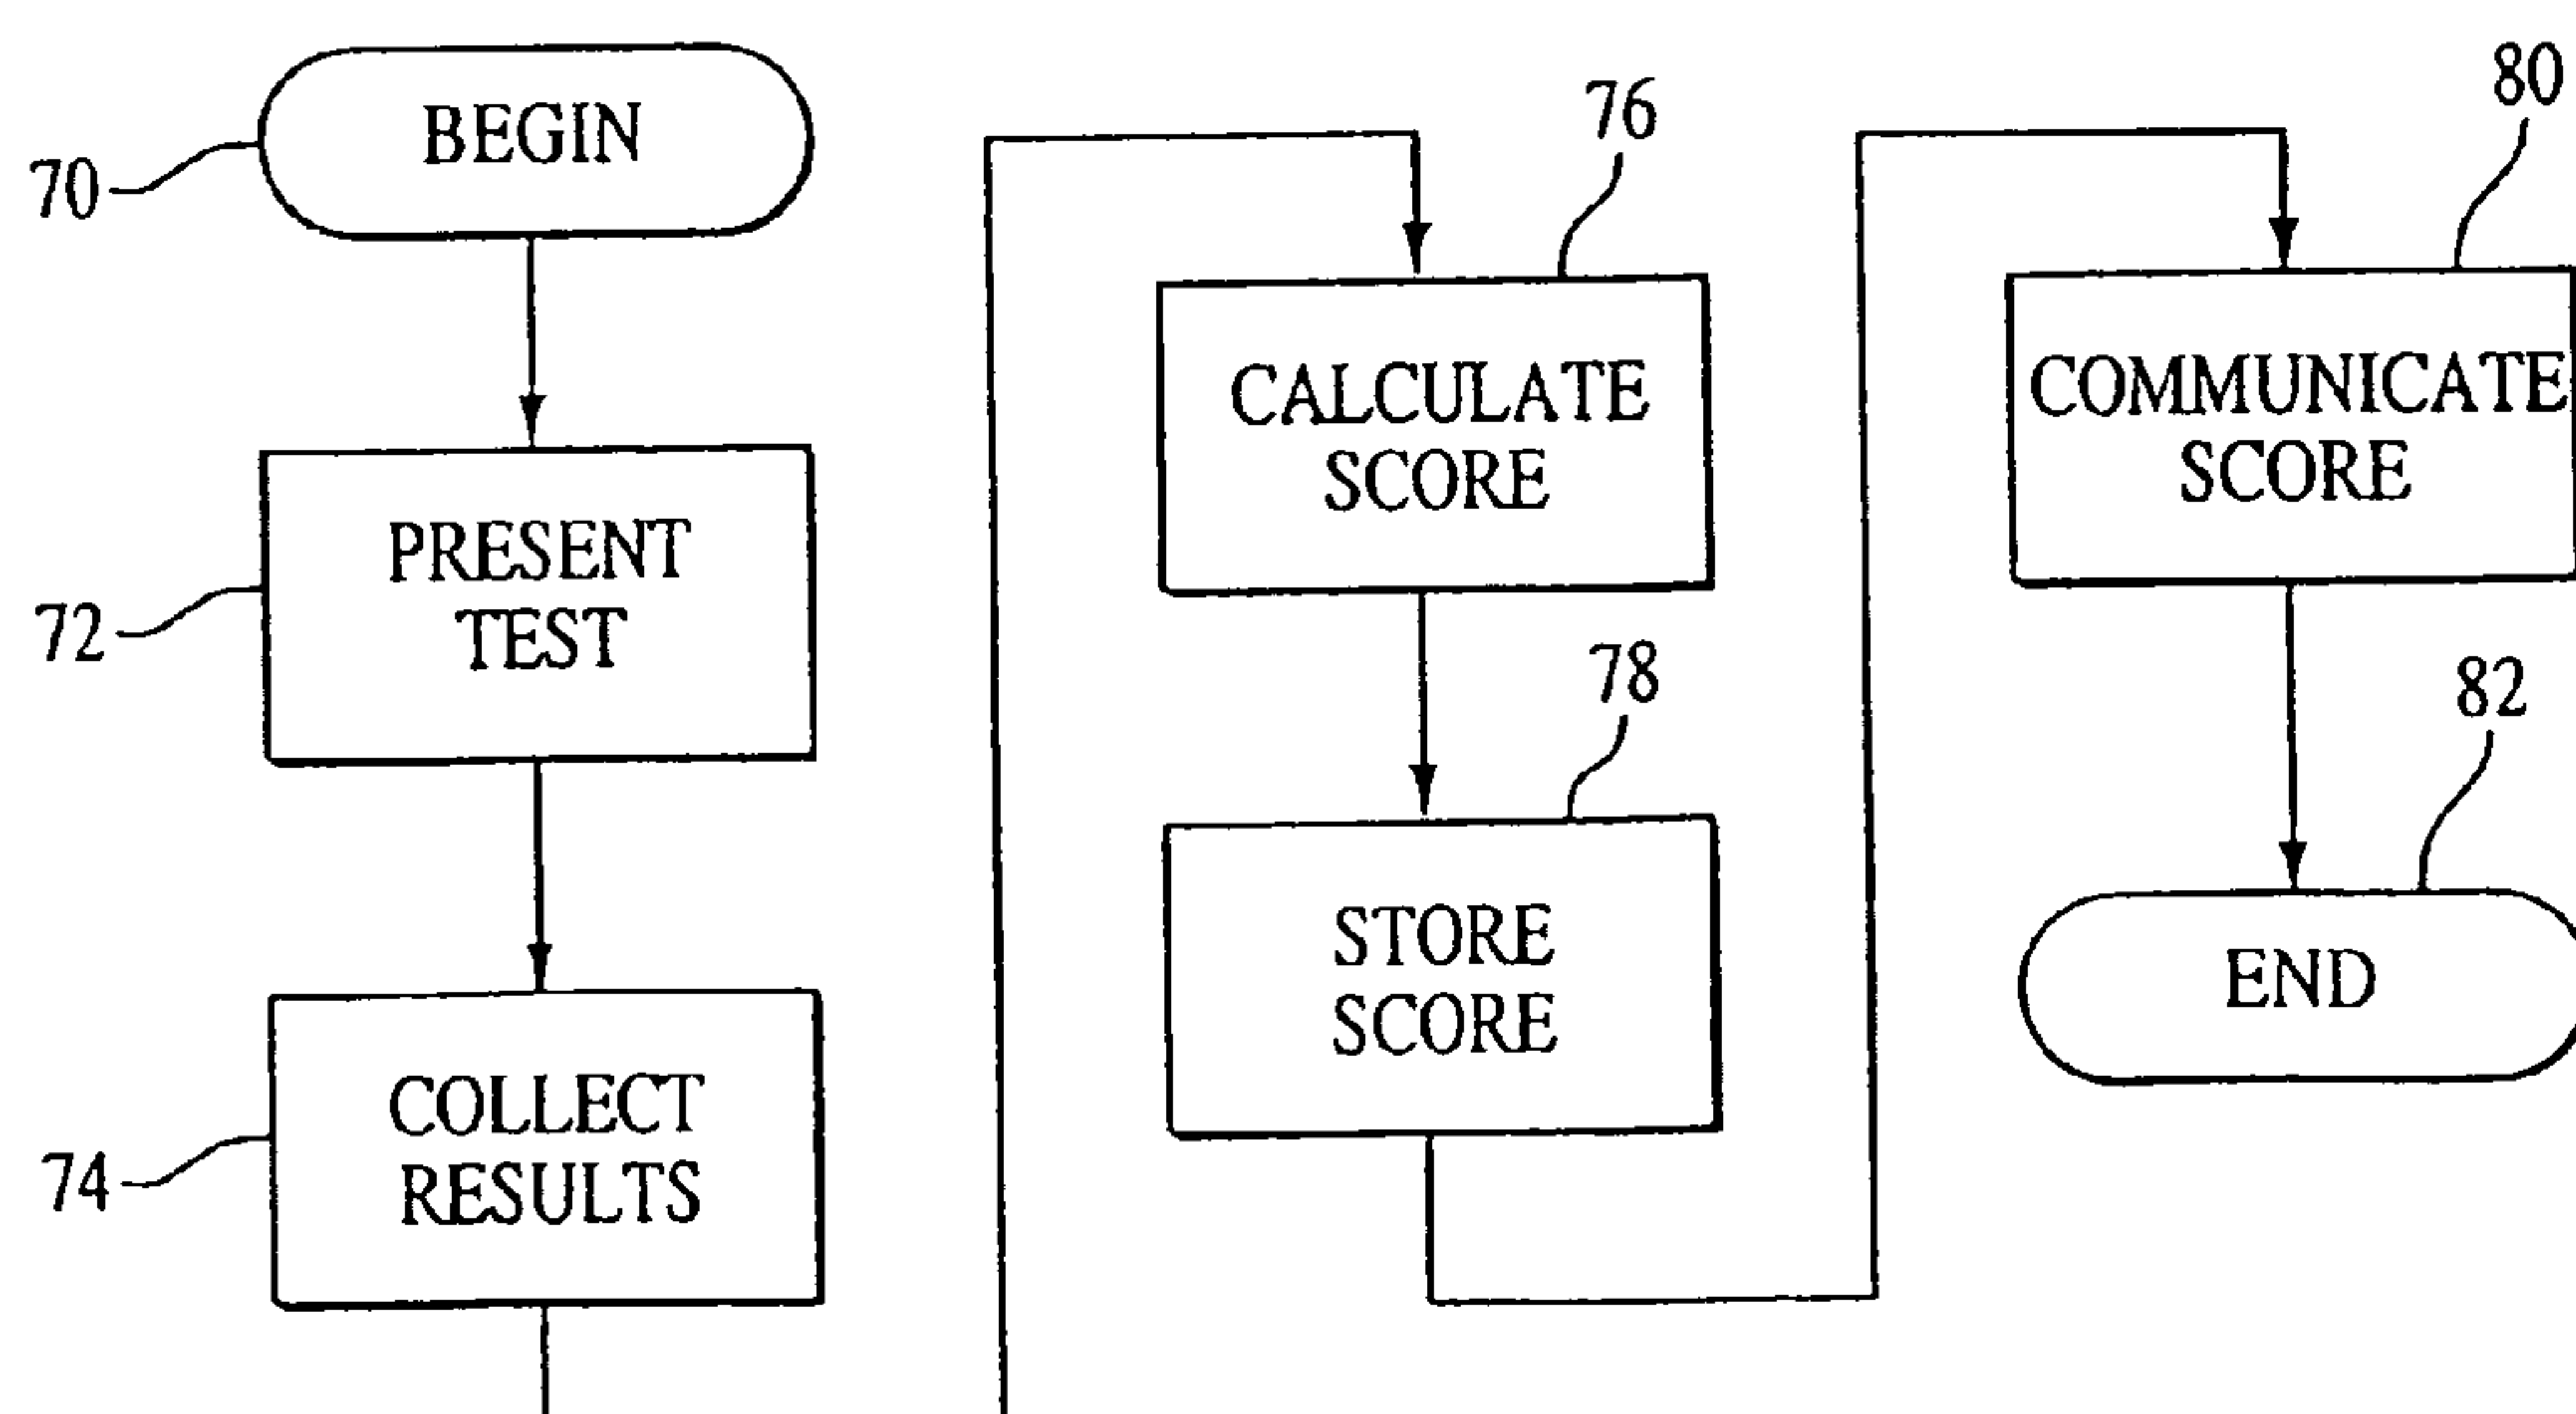 BEGIN
70
PRESENT
TEST
72
COLLECT
RESULTS
74
76
CALCULATE
SCORE
78
STORE
SCORE
80
COMMUNICATE
SCORE
82
END